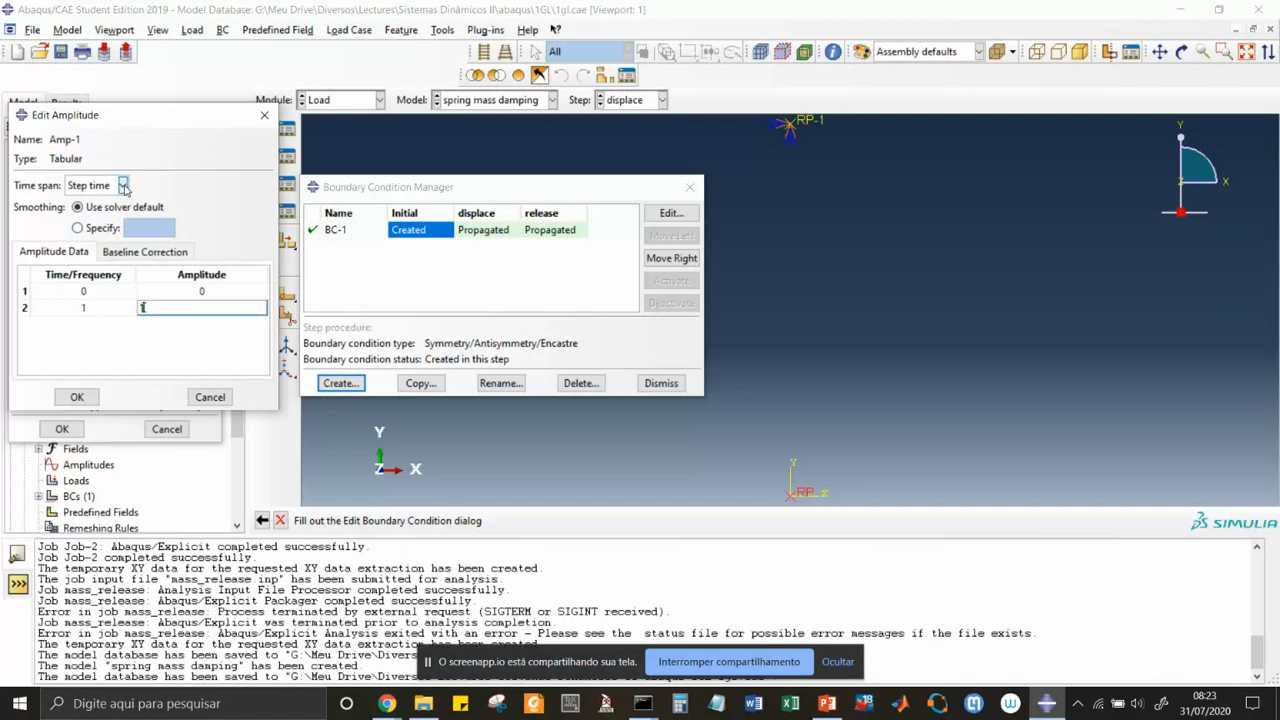 Abaqus/CAE Student Edition 2019 - Model Database: G:\Meu Drive\Diversos\Lectures\Sistemas Dinámicos II\abaqus\1GL\1gl.cae [Viewport: 1]
File Model Viewport View Load BC Predefined Field Load Case Feature Tools Plug-ins Help
All Assembly defaults
Module: Load Model: spring mass damping Step: displace
Edit Amplitude
Name: Amp-1
Type: Tabular
Time span: Step time
Smoothing: Use solver default
Specify:
Amplitude Data Baseline Correction
Time/Frequency Amplitude
1 0 0
2 1
OK Cancel
OK Cancel
Fields
Amplitudes
Loads
BCs (1)
Predefined Fields
Remeshing Rules
Boundary Condition Manager
Name Initial displace release
BC-1 Created Propagated Propagated
Edit...
Move Left
Move Right
Activate
Deactivate
Step procedure:
Boundary condition type: Symmetry/Antisymmetry/Encastre
Boundary condition status: Created in this step
Create... Copy... Rename... Delete... Dismiss
RP-1
Y
Z X
Y
Z X
Y
RP X
Fill out the Edit Boundary Condition dialog
SIMULIA
Job Job-2: Abaqus/Explicit completed successfully.
Job Job-2 completed successfully.
The temporary XY data for the requested XY data extraction has been created.
The job input file "mass_release.inp" has been submitted for analysis.
Job mass_release: Analysis Input File Processor completed successfully.
Job mass_release: Abaqus/Explicit Packager completed successfully.
Error in job mass_release: Process terminated by external request (SIGTERM or SIGINT received).
Job mass_release: Abaqus/Explicit was terminated prior to analysis completion.
Error in job mass_release: Abaqus/Explicit Analysis exited with an error - Please see the status file for possible error messages if the file exists.
The temporary XY data for the requested XY data extraction has
The model database has been saved to "G:\Meu Drive\Divers
The model "spring mass damping" has been created.
The model database has been saved to "G:\Meu Drive\Divers
O screenapp.io está compartilhando sua tela. Interromper compartilhamento Ocultar
Digite aqui para pesquisar
08:23
31/07/2020